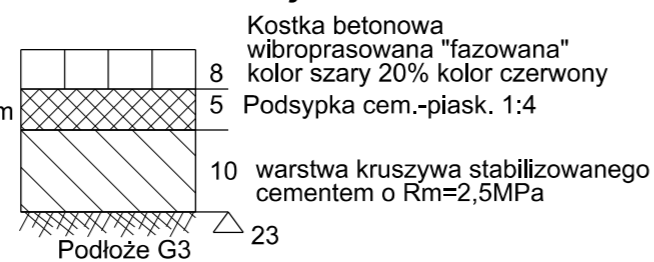 Kostka betonowa
wibroprasowana "fazowana"
8 kolor szary 20% kolor czerwony
m 5 Podsypka cem.-piask. 1:4
10 warstwa kruszywa stabilizowanego
cementem o Rm=2,5MPa
23
Podłoże G3